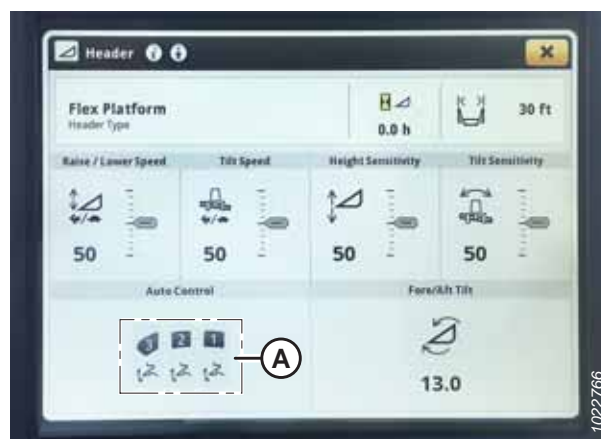 Header
Flex Platform
Header Type
0.0 h
30 ft
Raise / Lower Speed
Tilt Speed
Height Sensitivity
Tilt Sensitivity
50
50
50
50
Auto Control
Fore/Aft Tilt
3 2 1
A
13.0
1022766